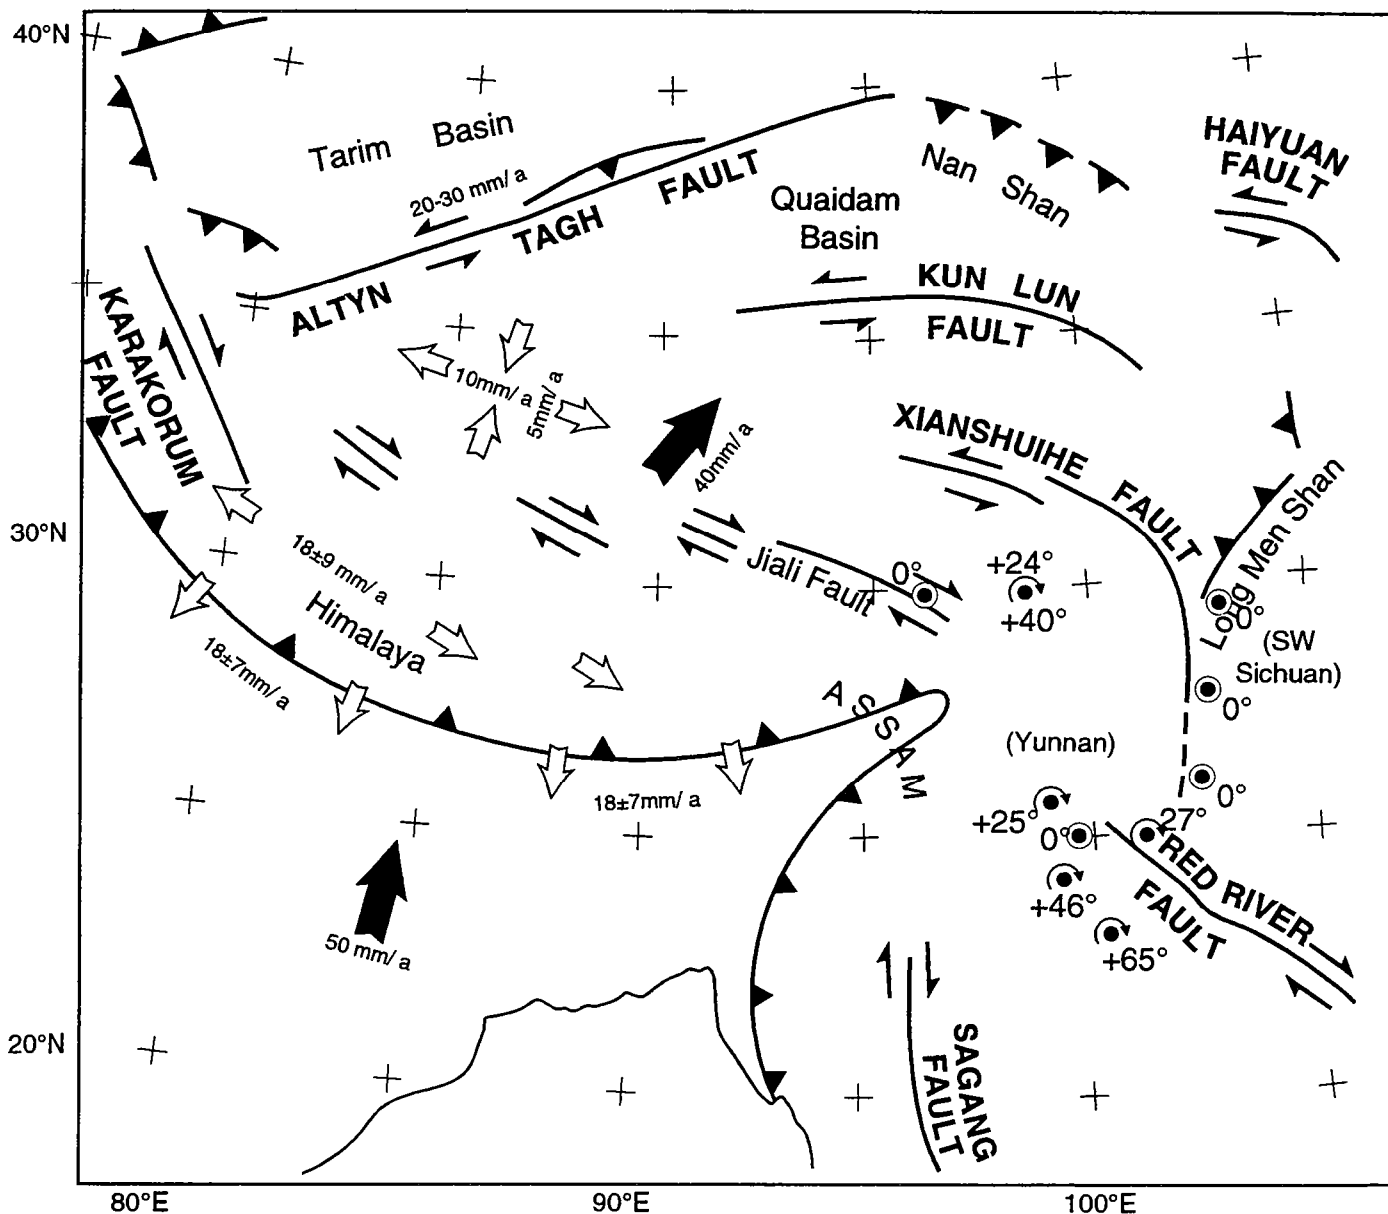 40°N
Tarim Basin
HAIYUAN
FAULT
Nan Shan
20-30 mm/ a
ALTYN TAGH FAULT
Quaidam
Basin
KUN LUN
FAULT
KARAKORUM
FAULT
10mm/ a
5mm/ a
40mm/ a
XIANSHUIHE FAULT
Long Men Shan
30°N
18±9 mm/ a
Himalaya
Jiali Fault
0°
+24°
+40°
0°
(SW
Sichuan)
18±7mm/ a
0°
ASSAM
(Yunnan)
18±7mm/ a
0°
+25°
0°
27°
RED RIVER
FAULT
+46°
+65°
50 mm/ a
20°N
SAGANG
FAULT
80°E
90°E
100°E